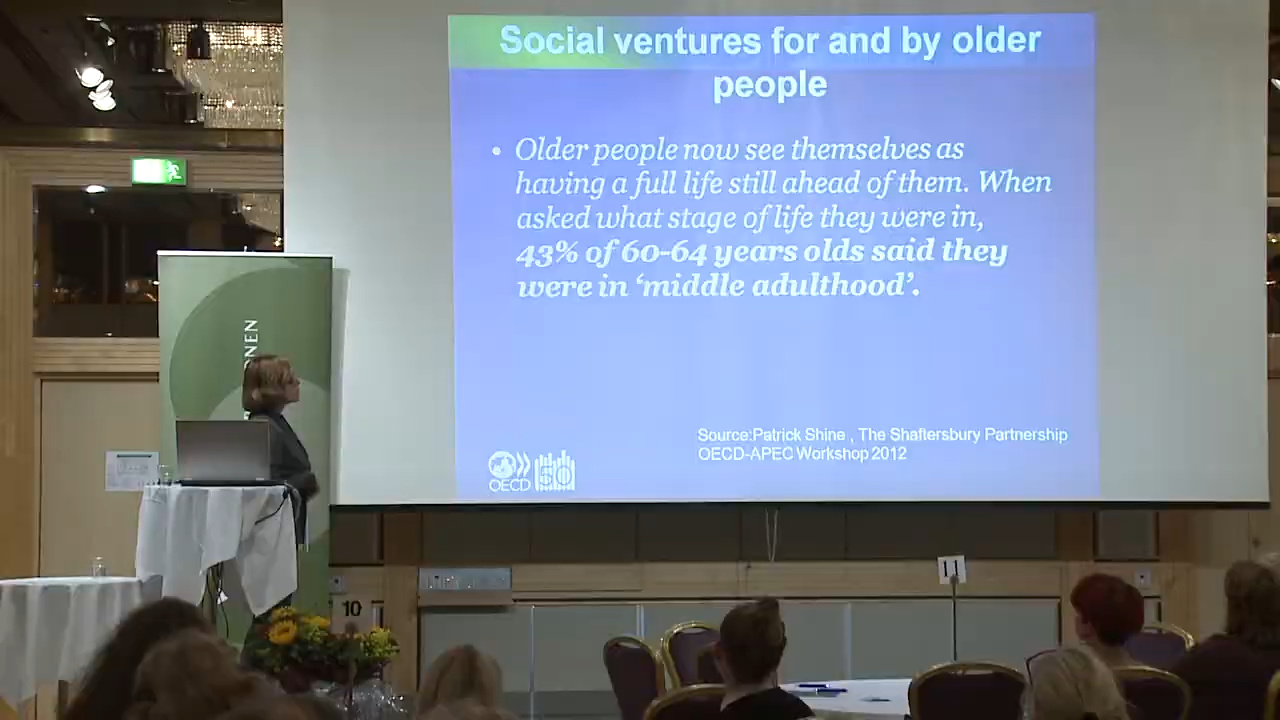 Social ventures for and by older
people
• Older people now see themselves as
having a full life still ahead of them. When
asked what stage of life they were in,
43% of 60-64 years olds said they
were in ‘middle adulthood’.
Source:Patrick Shine , The Shaftersbury Partnership
OECD-APEC Workshop 2012
OECD
50
NEN
10
11